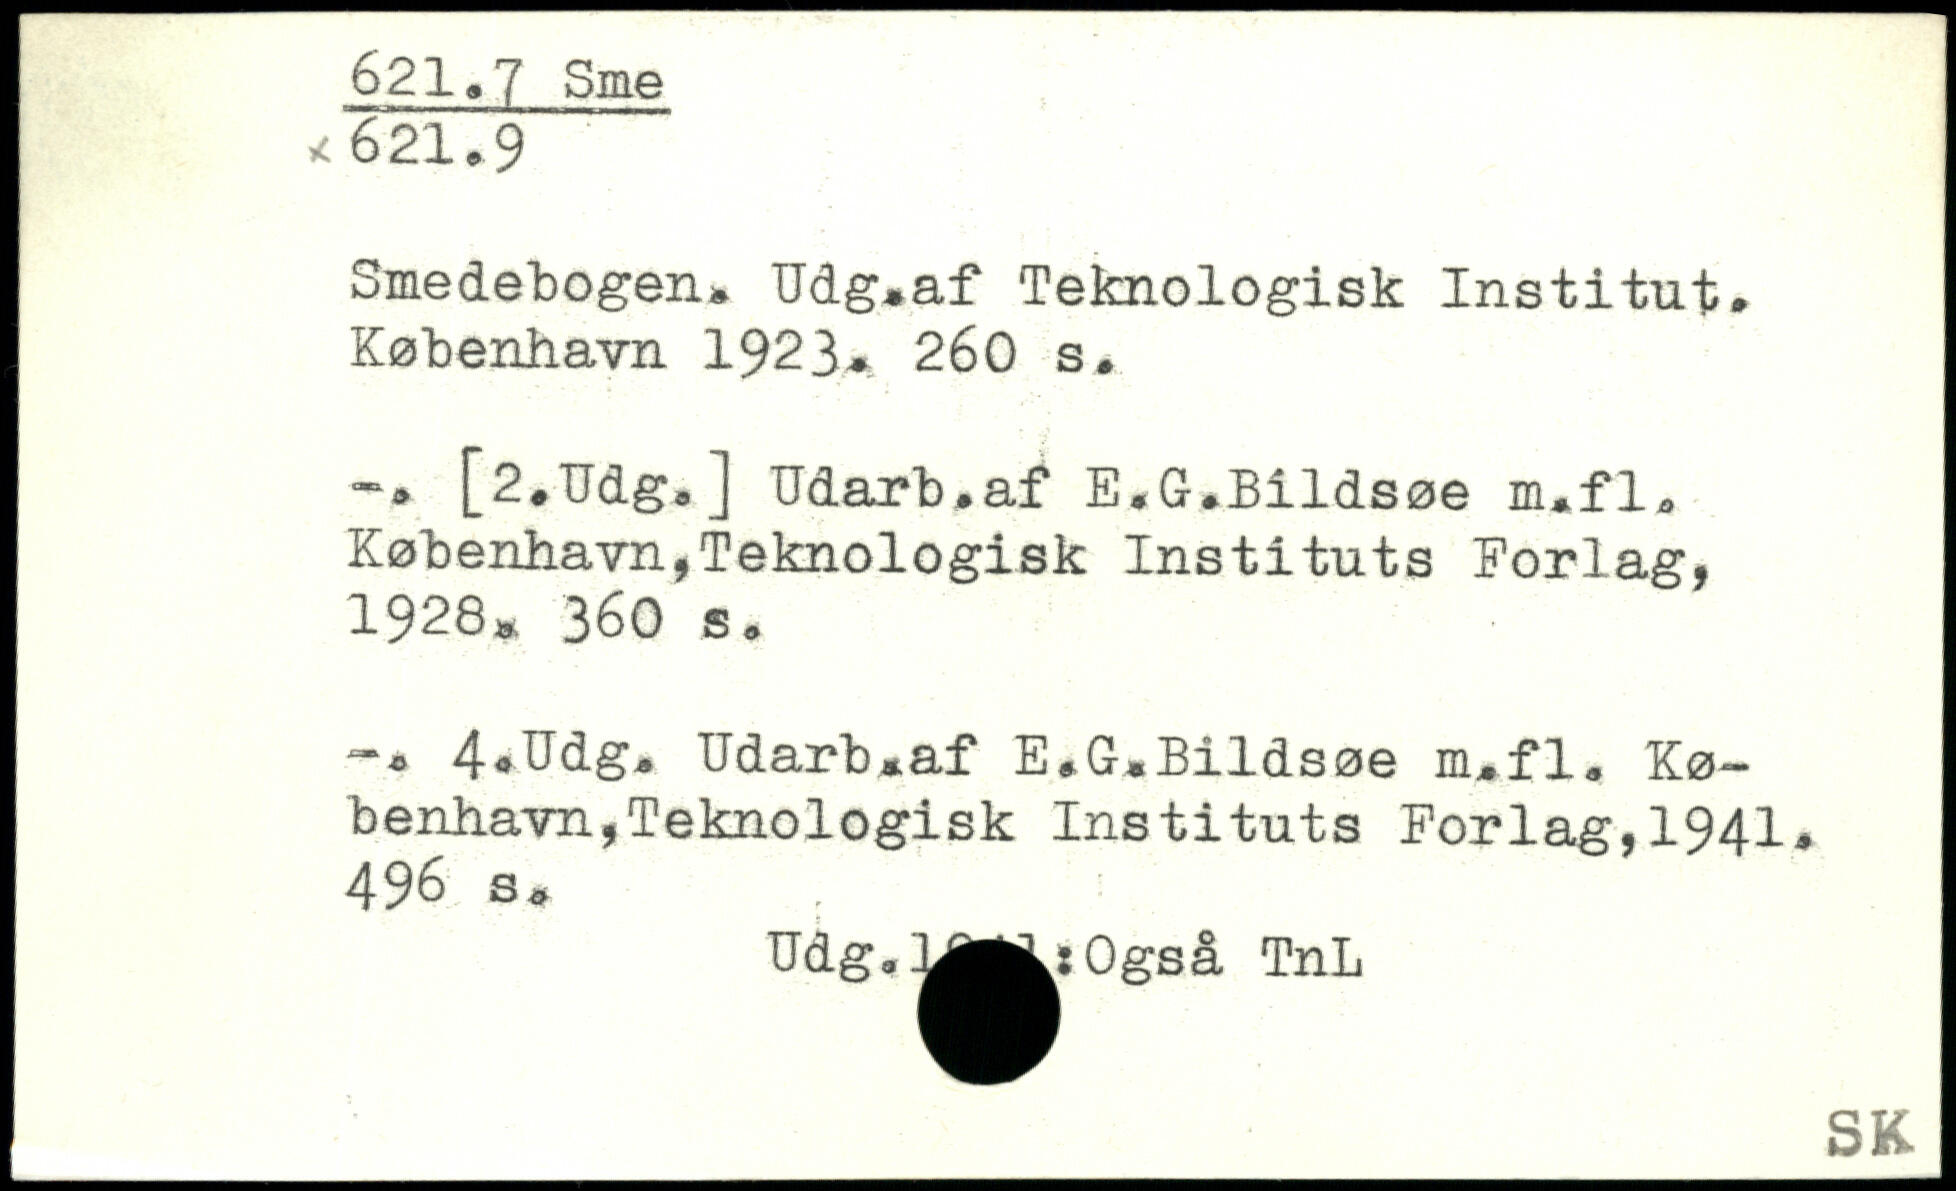 621.7 Sme
x 621.9
Smedebogen. Udg.af Teknologisk Institut.
København 1923. 260 s.
-. [2.Udg.] Udarb.af E.G.Bildsøe m.fl.
København,Teknologisk Instituts Forlag,
1928. 360 s.
-. 4.Udg. Udarb.af E.G.Bildsøe m.fl. Kø-
benhavn,Teknologisk Instituts Forlag,1941.
496 s.
Udg.1941:Også TnL
SK